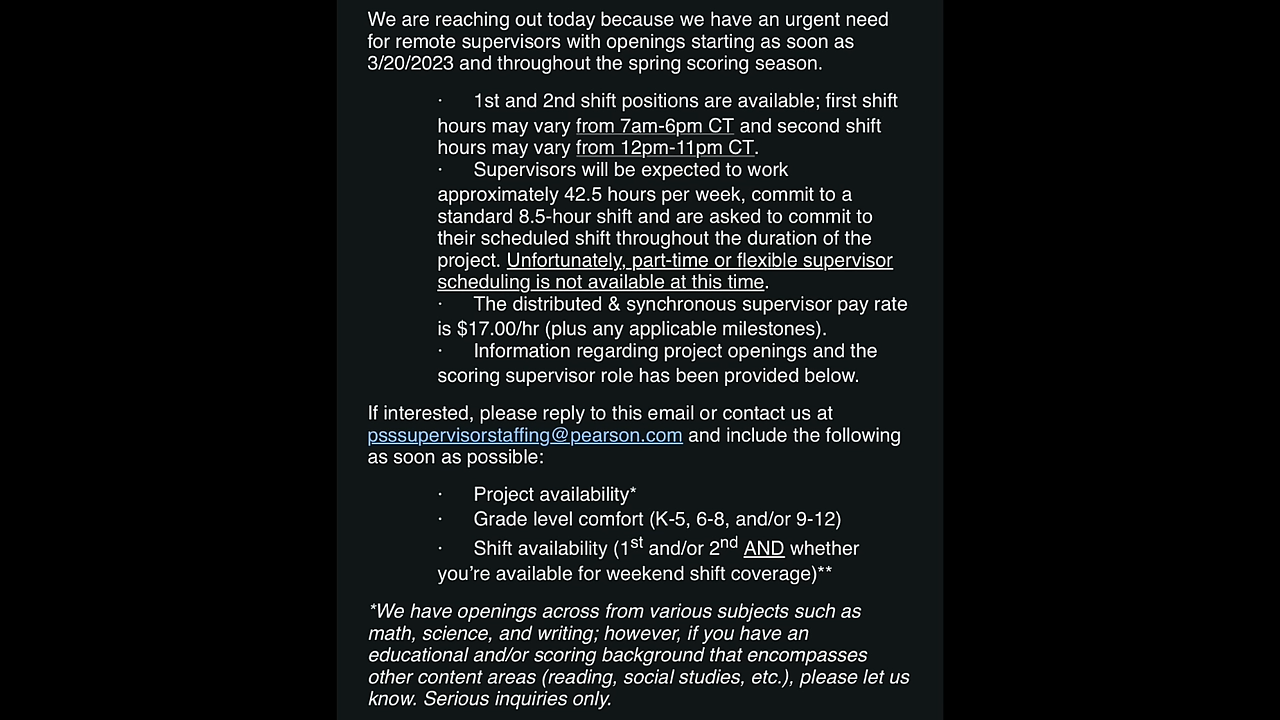 We are reaching out today because we have an urgent need
for remote supervisors with openings starting as soon as
3/20/2023 and throughout the spring scoring season.
· 1st and 2nd shift positions are available; first shift
hours may vary from 7am-6pm CT and second shift
hours may vary from 12pm-11pm CT.
· Supervisors will be expected to work
approximately 42.5 hours per week, commit to a
standard 8.5-hour shift and are asked to commit to
their scheduled shift throughout the duration of the
project. Unfortunately, part-time or flexible supervisor
scheduling is not available at this time.
· The distributed & synchronous supervisor pay rate
is $17.00/hr (plus any applicable milestones).
· Information regarding project openings and the
scoring supervisor role has been provided below.
If interested, please reply to this email or contact us at
psssupervisorstaffing@pearson.com and include the following
as soon as possible:
· Project availability*
· Grade level comfort (K-5, 6-8, and/or 9-12)
· Shift availability (1st and/or 2nd AND whether
you’re available for weekend shift coverage)**
*We have openings across from various subjects such as
math, science, and writing; however, if you have an
educational and/or scoring background that encompasses
other content areas (reading, social studies, etc.), please let us
know. Serious inquiries only.